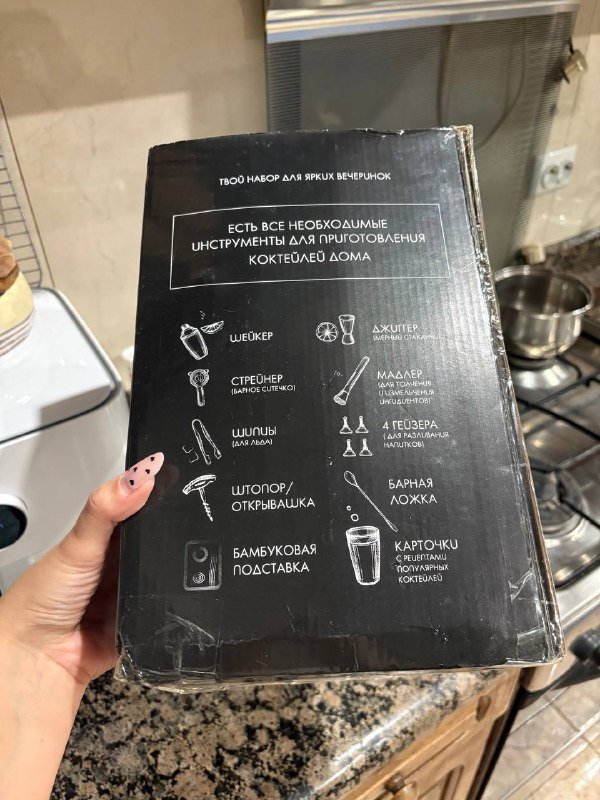 ТВОЙ НАБОР ДЛЯ ЯРКИХ ВЕЧЕРИНОК
ЕСТЬ ВСЕ НЕОБХОДИМЫЕ
ИНСТРУМЕНТЫ ДЛЯ ПРИГОТОВЛЕНИЯ
КОКТЕЙЛЕЙ ДОМА
ШЕЙКЕР
ДЖИГГЕР
(МЕРНЫЙ СТАКАНЧИК)
СТРЕЙНЕР
(БАРНОЕ СИТЕЧКО)
МАДЛЕР
(ДЛЯ ТОЛЧЕНИЯ
И ИЗМЕЛЬЧЕНИЯ
ИНГИДИЕНТОВ)
ЩИПЦЫ
(ДЛЯ ЛЬДА)
4 ГЕЙЗЕРА
( ДЛЯ РАЗЛИВАНИЯ
НАПИТКОВ)
ШТОПОР/
ОТКРЫВАШКА
БАРНАЯ
ЛОЖКА
БАМБУКОВАЯ
ПОДСТАВКА
КАРТОЧКИ
С РЕЦЕПТАМИ
ПОПУЛЯРНЫХ
КОКТЕЙЛЕЙ